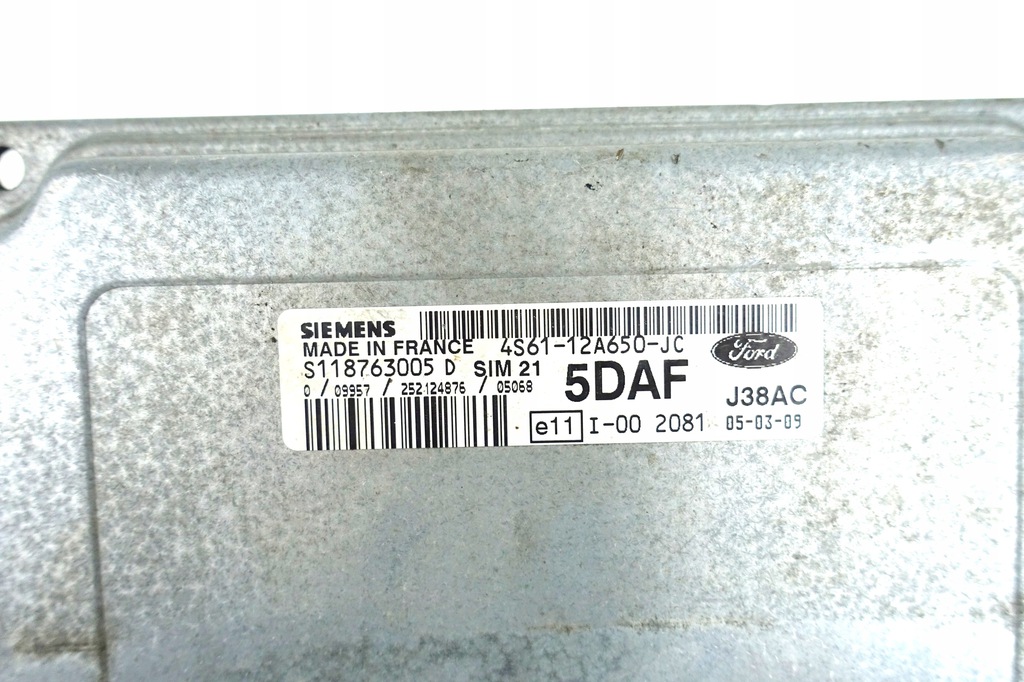 SIEMENS
MADE IN FRANCE 4S61-12A650-JC
Ford
S118763005 D SIM 21
5DAF
J38AC
0 / 09957 / 252124876 / 05068
e11 I-00 2081 05-03-09